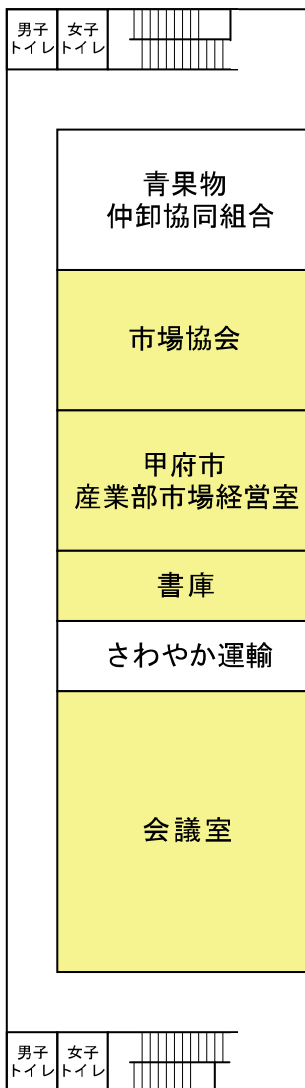 男子
トイレ
女子
トイレ
青果物
仲卸協同組合
市場協会
甲府市
産業部市場経営室
書庫
さわやか運輸
会議室
男子
トイレ
女子
トイレ